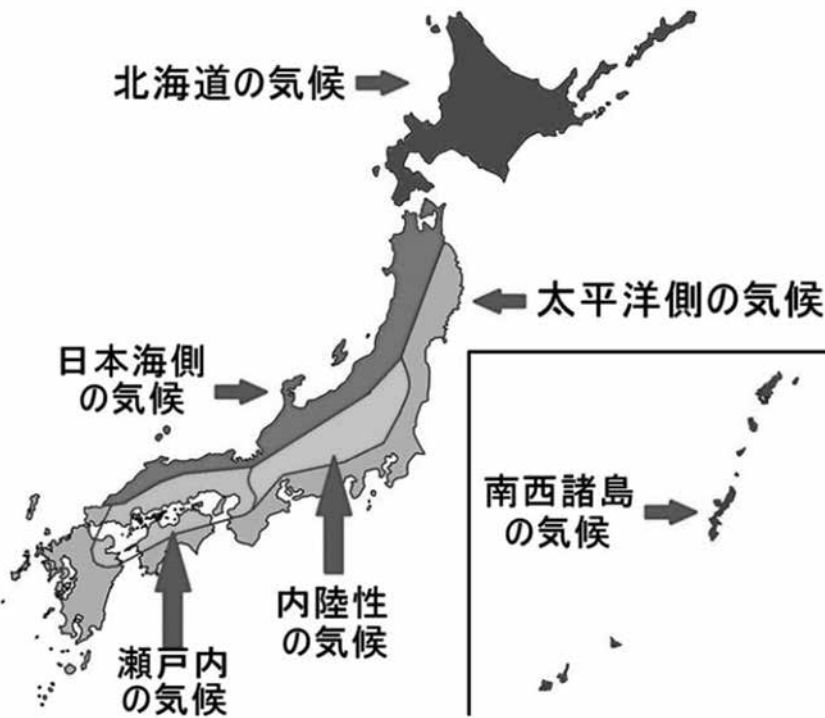 北海道の気候
太平洋側の気候
日本海側
の気候
南西諸島
の気候
内陸性
の気候
瀬戸内
の気候